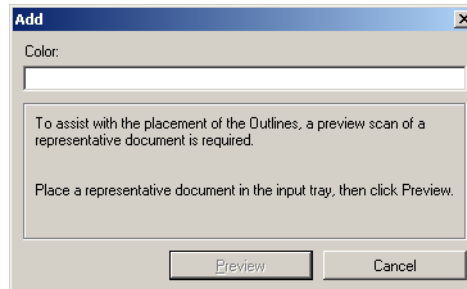 Add
Color:
To assist with the placement of the Outlines, a preview scan of a
representative document is required.
Place a representative document in the input tray, then click Preview.
Preview
Cancel